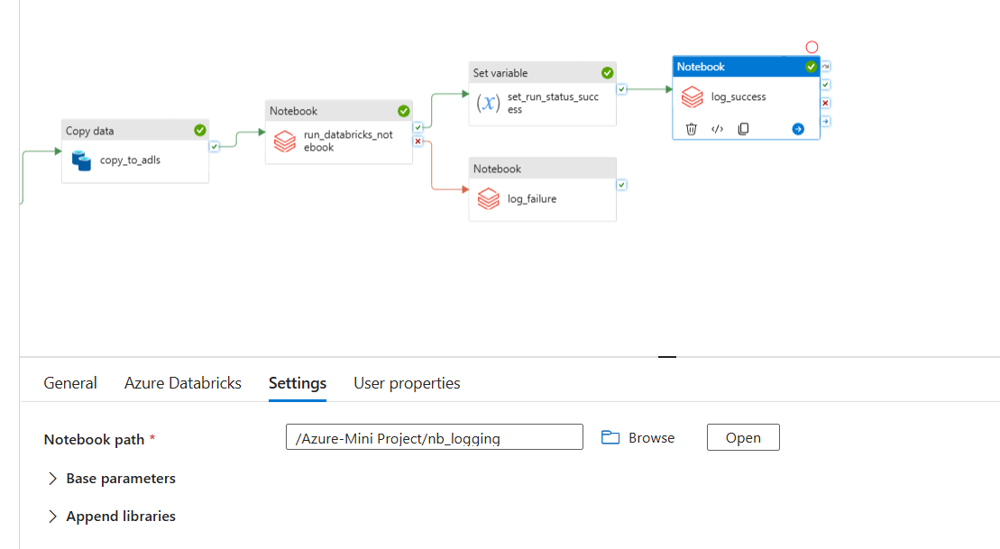 Copy data
copy_to_adls
Notebook
run_databricks_not
ebook
Set variable
(x)
set_run_status_succ
ess
Notebook
log_failure
Notebook
log_success
General
Azure Databricks
Settings
User properties
Notebook path *
/Azure-Mini Project/nb_logging
Browse
Open
Base parameters
Append libraries